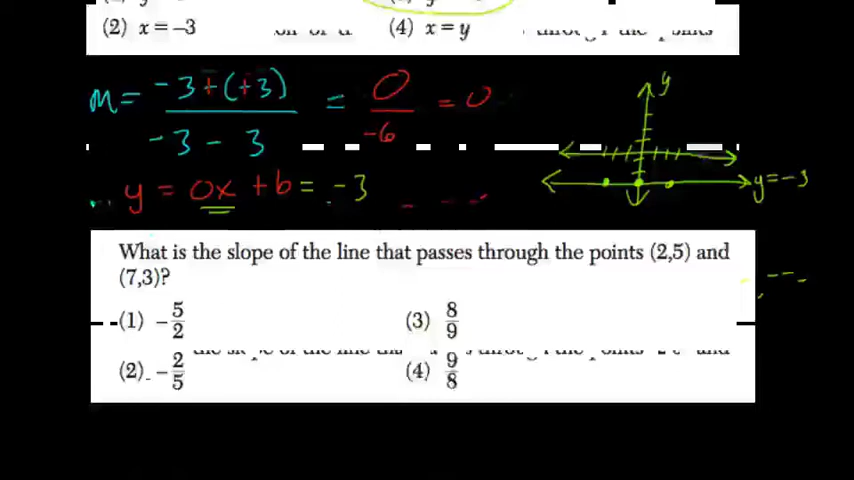 (2) x = –3
(4) x = y
m = -3+(+3) / -3 - 3 = 0 / -6 = 0
y
y = -3
y = 0x + b = -3
What is the slope of the line that passes through the points (2,5) and
(7,3)?
(1) –5/2
(3) 8/9
(2) –2/5
(4) 9/8